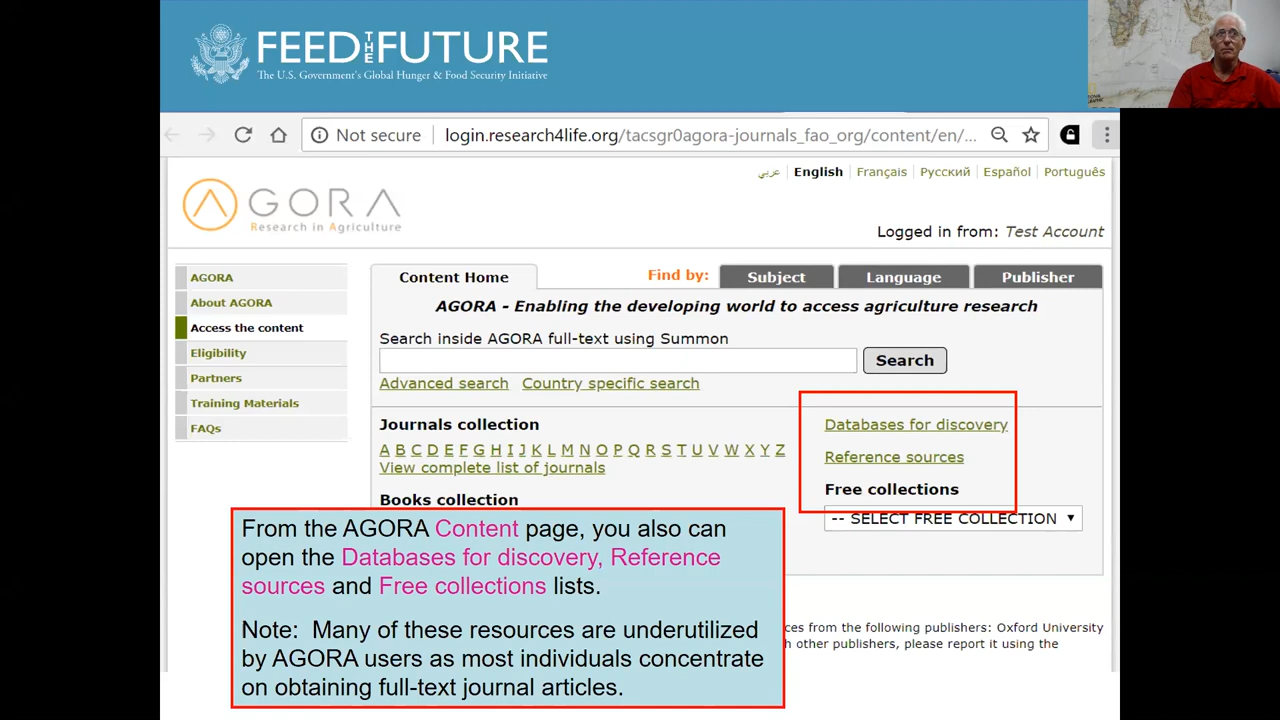 FEED THE FUTURE
The U.S. Government's Global Hunger & Food Security Initiative
Not secure
login.research4life.org/tacsgr0agora-journals_fao_org/content/en/...
عربي English Français Русский Español Português
AGORA
Research in Agriculture
Logged in from: Test Account
AGORA
About AGORA
Access the content
Eligibility
Partners
Training Materials
FAQs
Content Home Find by: Subject Language Publisher
AGORA - Enabling the developing world to access agriculture research
Search inside AGORA full-text using Summon
Search
Advanced search Country specific search
Journals collection
A B C D E F G H I J K L M N O P Q R S T U V W X Y Z
View complete list of journals
Books collection
Databases for discovery
Reference sources
Free collections
-- SELECT FREE COLLECTION
From the AGORA Content page, you also can
open the Databases for discovery, Reference
sources and Free collections lists.
Note: Many of these resources are underutilized
by AGORA users as most individuals concentrate
on obtaining full-text journal articles.
from the following publishers: Oxford University
other publishers, please report it using the